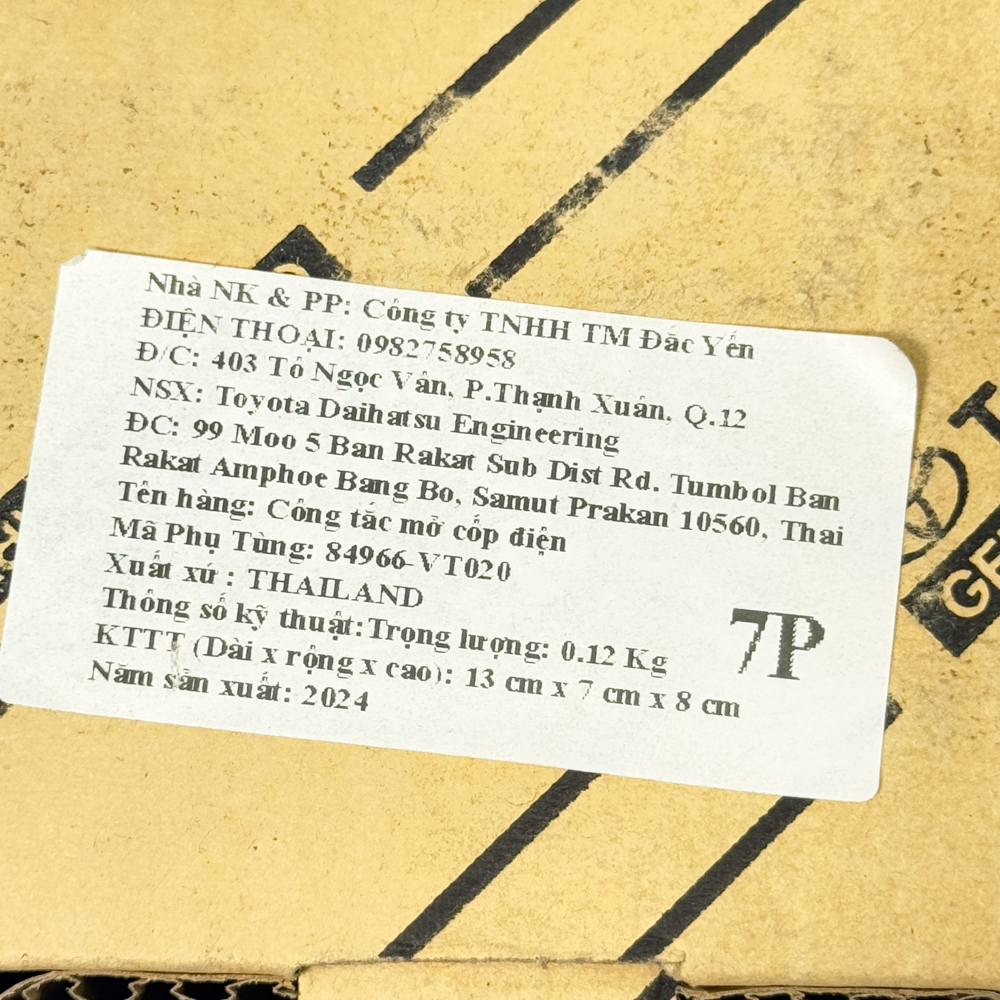 Nhà NK & PP: Công ty TNHH TM Đắc Yến
ĐIỆN THOẠI: 0982758958
Đ/C: 403 Tô Ngọc Vân, P.Thạnh Xuân, Q.12
NSX: Toyota Daihatsu Engineering
ĐC: 99 Moo 5 Ban Rakat Sub Dist Rd. Tumbol Ban
Rakat Amphoe Bang Bo, Samut Prakan 10560, Thai
Tên hàng: Công tắc mở cốp điện
Mã Phụ Tùng: 84966-VT020
Xuất xứ : THAILAND
Thông số kỹ thuật:Trọng lượng: 0.12 Kg
KTTT (Dài x rộng x cao): 13 cm x 7 cm x 8 cm
Năm sản xuất: 2024
7P